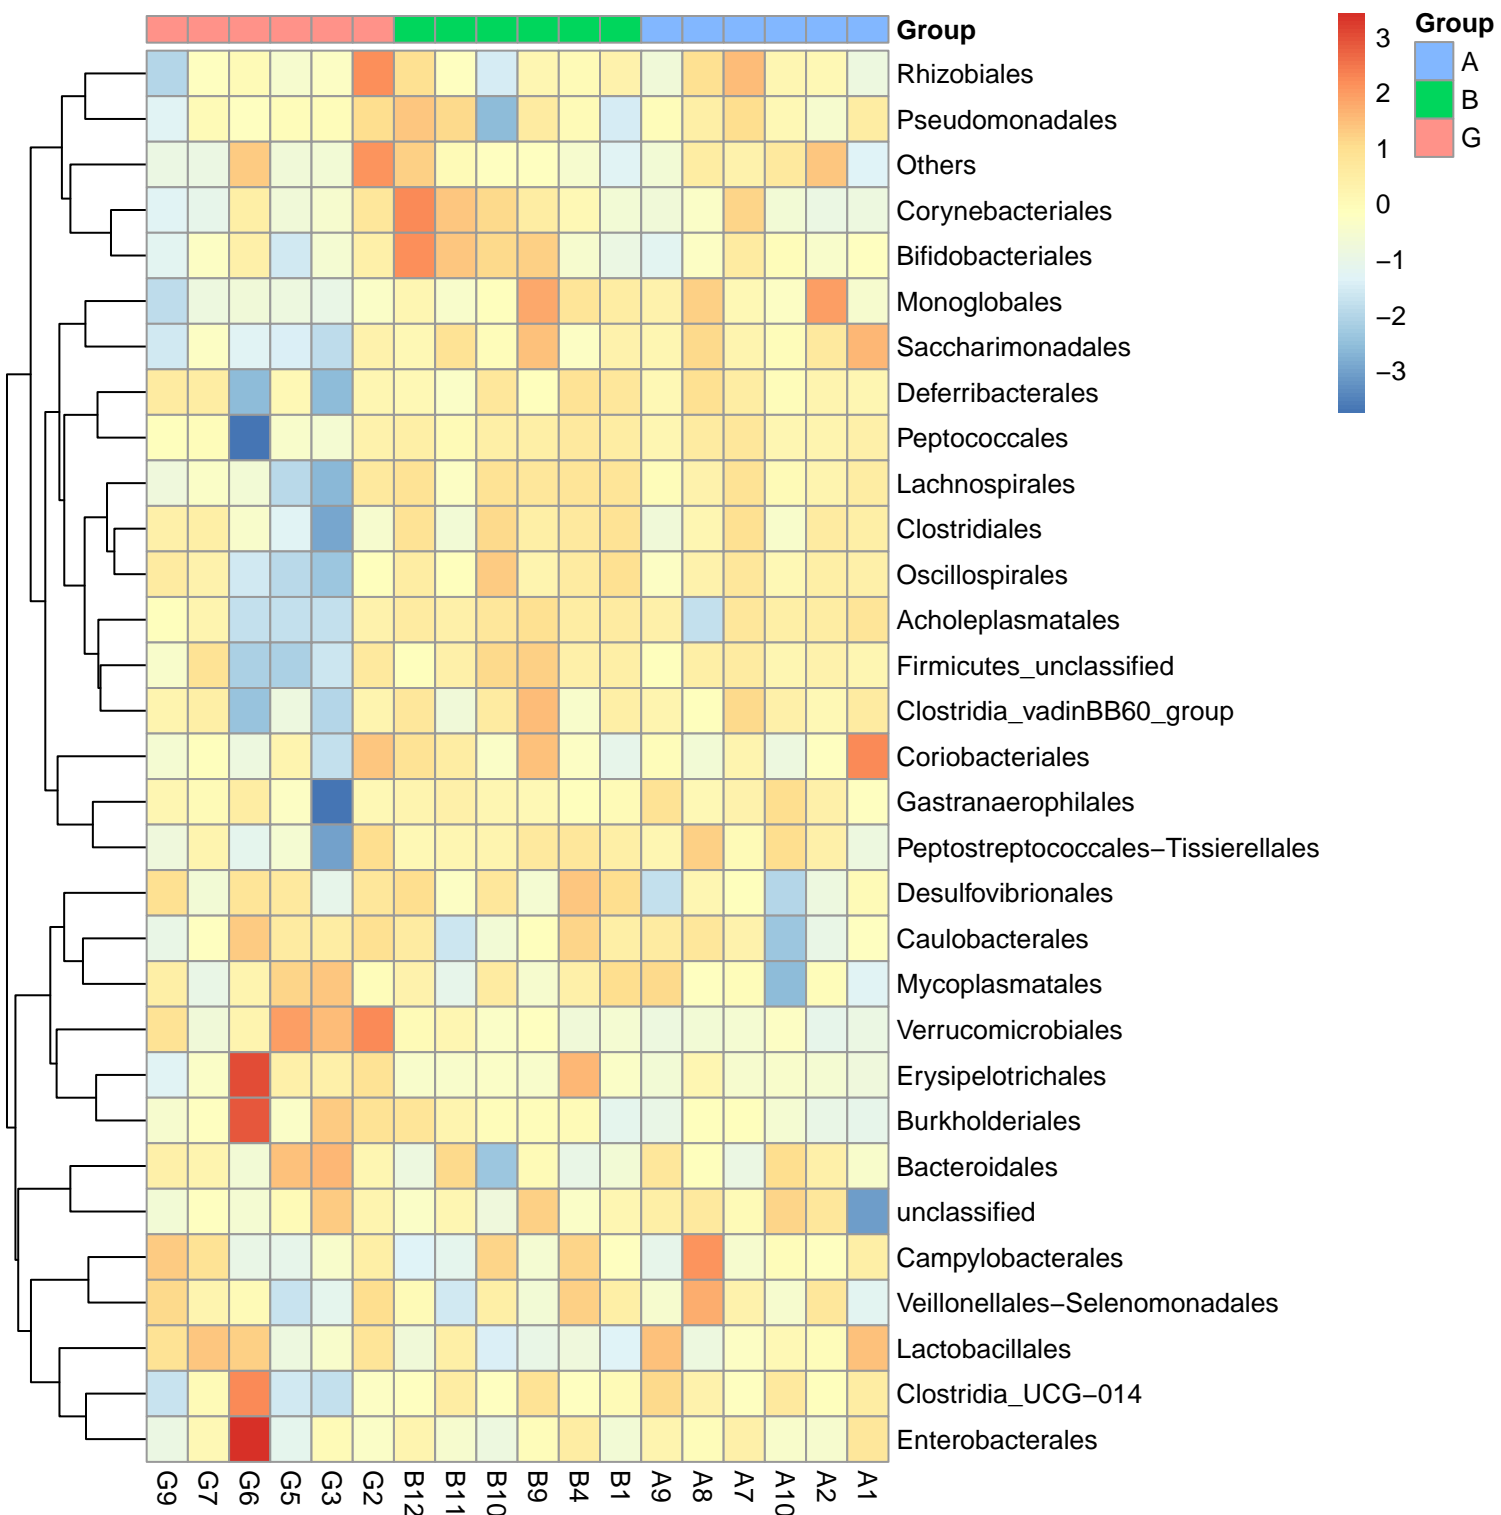 Group
Rhizobiales
Pseudomonadales
Others
Corynebacteriales
Bifidobacteriales
Monoglobales
Saccharimonadales
Deferribacterales
Peptococcales
Lachnospirales
Clostridiales
Oscillospirales
Acholeplasmatales
Firmicutes_unclassified
Clostridia_vadinBB60_group
Coriobacteriales
Gastranaerophilales
Peptostreptococcales−Tissierellales
Desulfovibrionales
Caulobacterales
Mycoplasmatales
Verrucomicrobiales
Erysipelotrichales
Burkholderiales
Bacteroidales
unclassified
Campylobacterales
Veillonellales−Selenomonadales
Lactobacillales
Clostridia_UCG−014
Enterobacterales
G9 G7 G6 G5 G3 G2 B12 B11 B10 B9 B4 B1 A9 A8 A7 A10 A2 A1
3
2
1
0
−1
−2
−3
Group
A
B
G